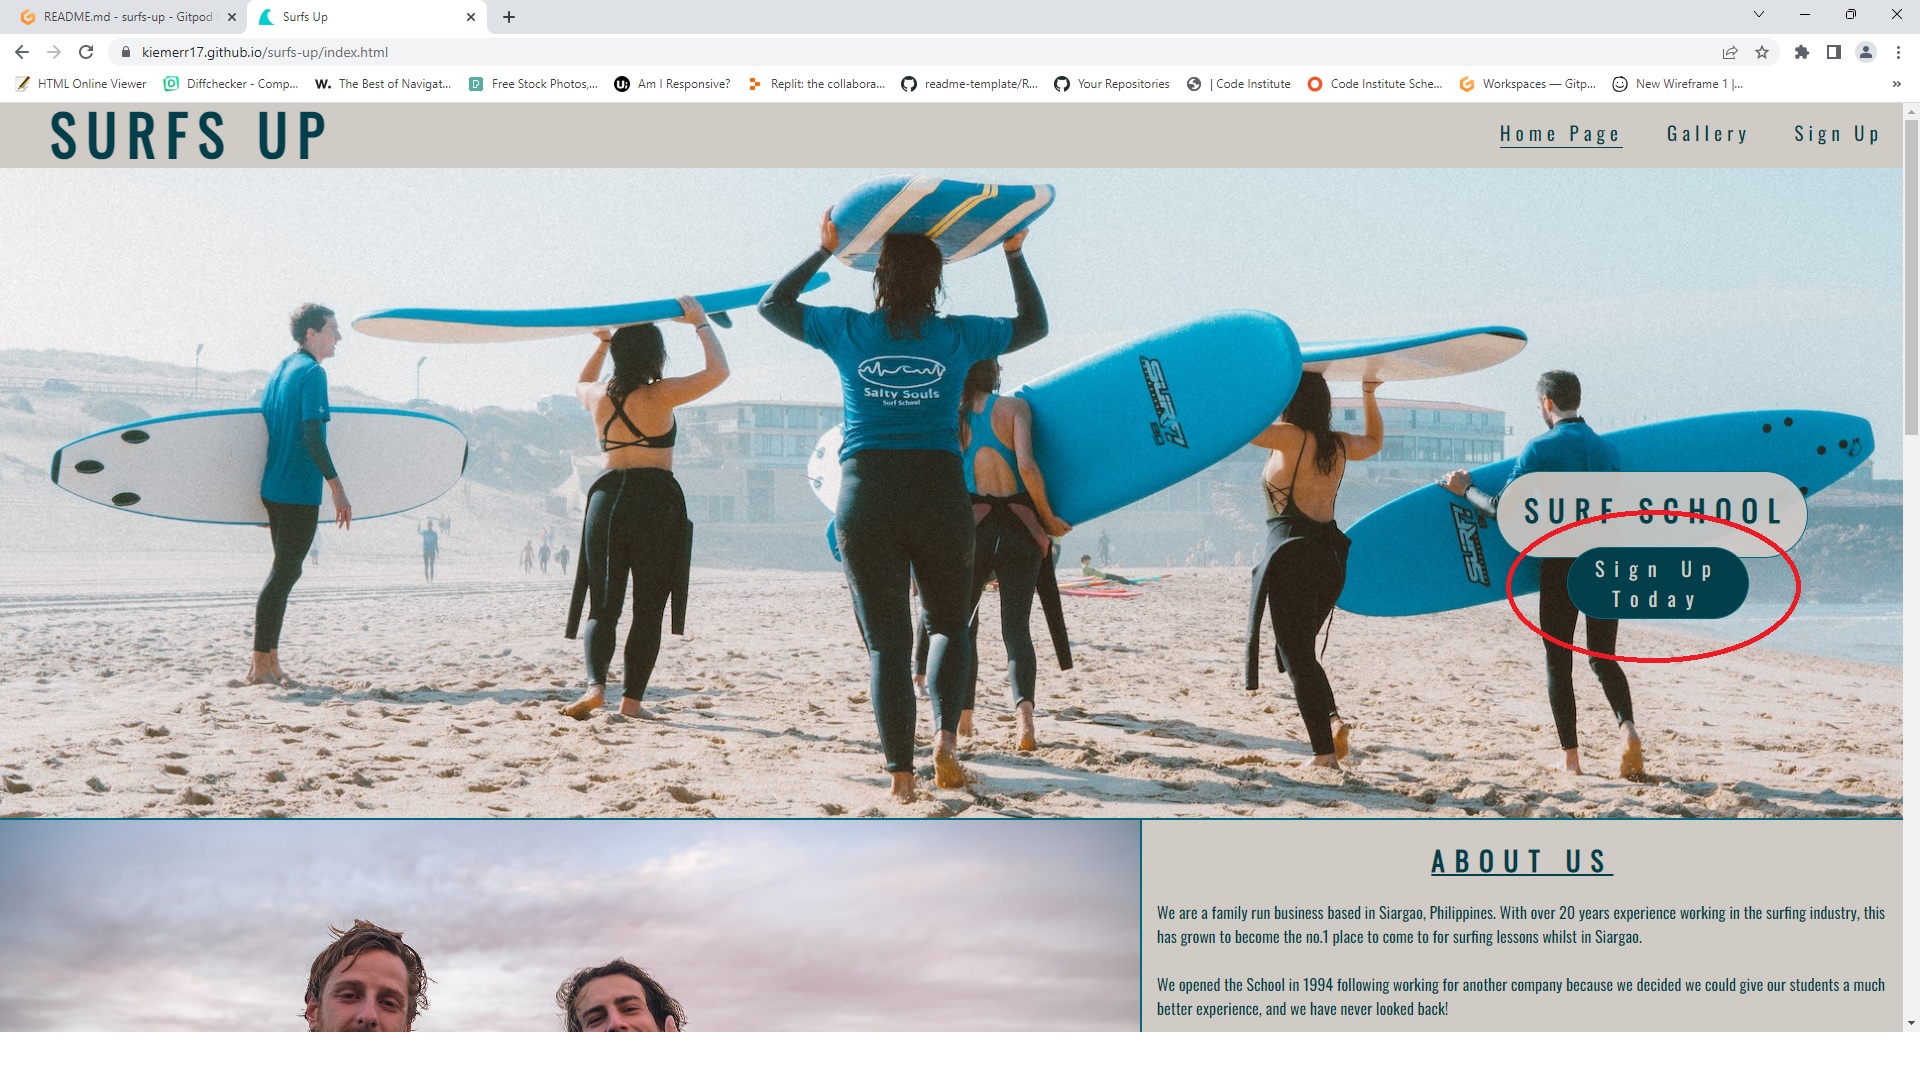 README.md - surfs-up - Gitpod
Surfs Up
kiemerr17.github.io/surfs-up/index.html
HTML Online Viewer
Diffchecker - Comp...
W. The Best of Navigat...
Free Stock Photos,...
Am I Responsive?
Replit: the collabora...
readme-template/R...
Your Repositories
| Code Institute
Code Institute Sche...
Workspaces — Gitp...
New Wireframe 1 |...
SURFS UP
Home Page
Gallery
Sign Up
Salty Souls
Surf School
SURF SCHOOL
Sign Up
Today
ABOUT US
We are a family run business based in Siargao, Philippines. With over 20 years experience working in the surfing industry, this
has grown to become the no.1 place to come to for surfing lessons whilst in Siargao.
We opened the School in 1994 following working for another company because we decided we could give our students a much
better experience, and we have never looked back!